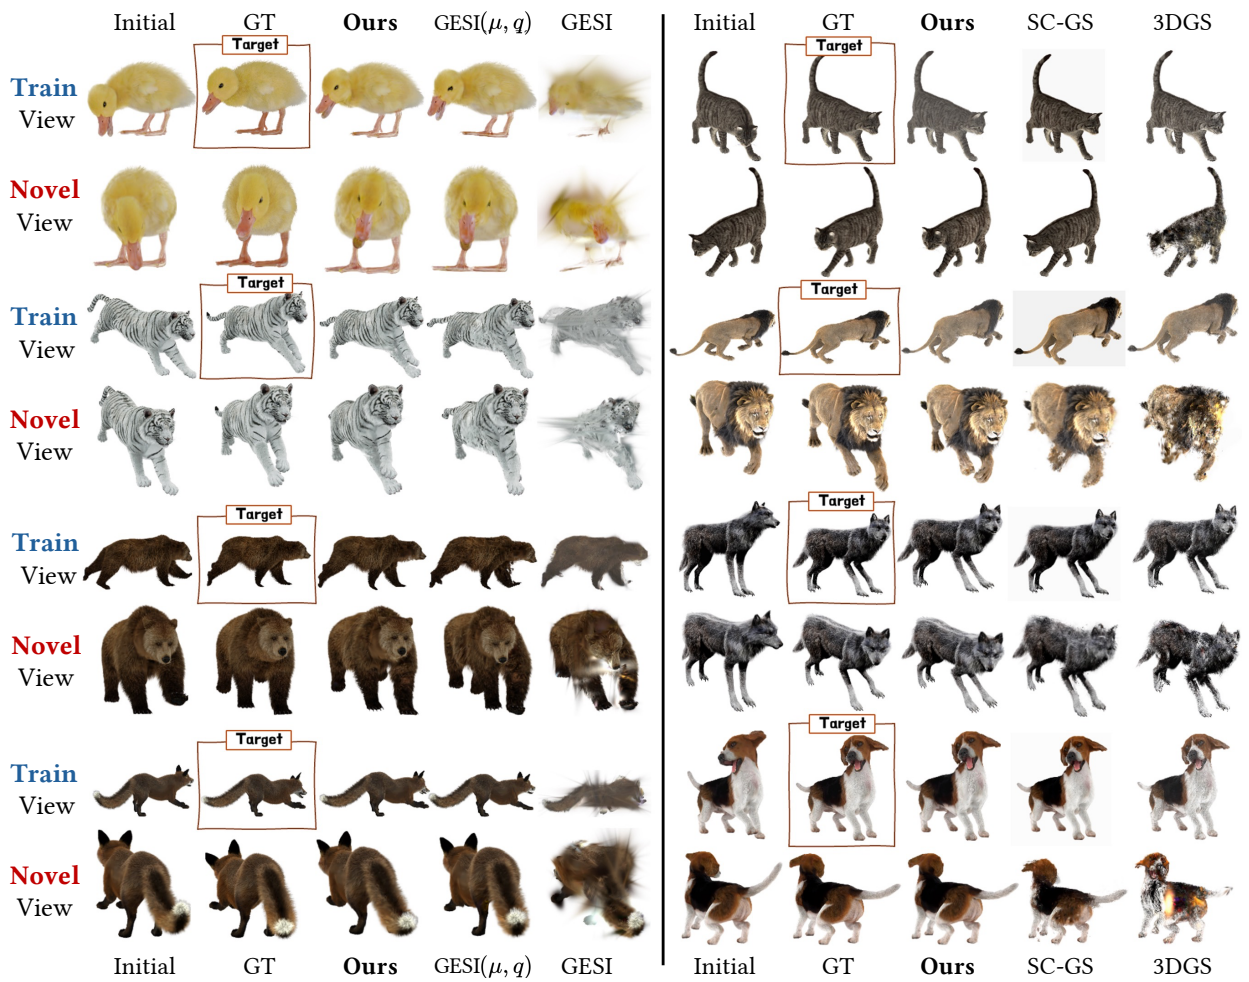 Initial GT Ours GESI(μ, q) GESI Initial GT Ours SC-GS 3DGS
Target Target
Train
View
Novel
View
Target Target
Train
View
Novel
View
Target Target
Train
View
Novel
View
Target Target
Train
View
Novel
View
Initial GT Ours GESI(μ, q) GESI Initial GT Ours SC-GS 3DGS